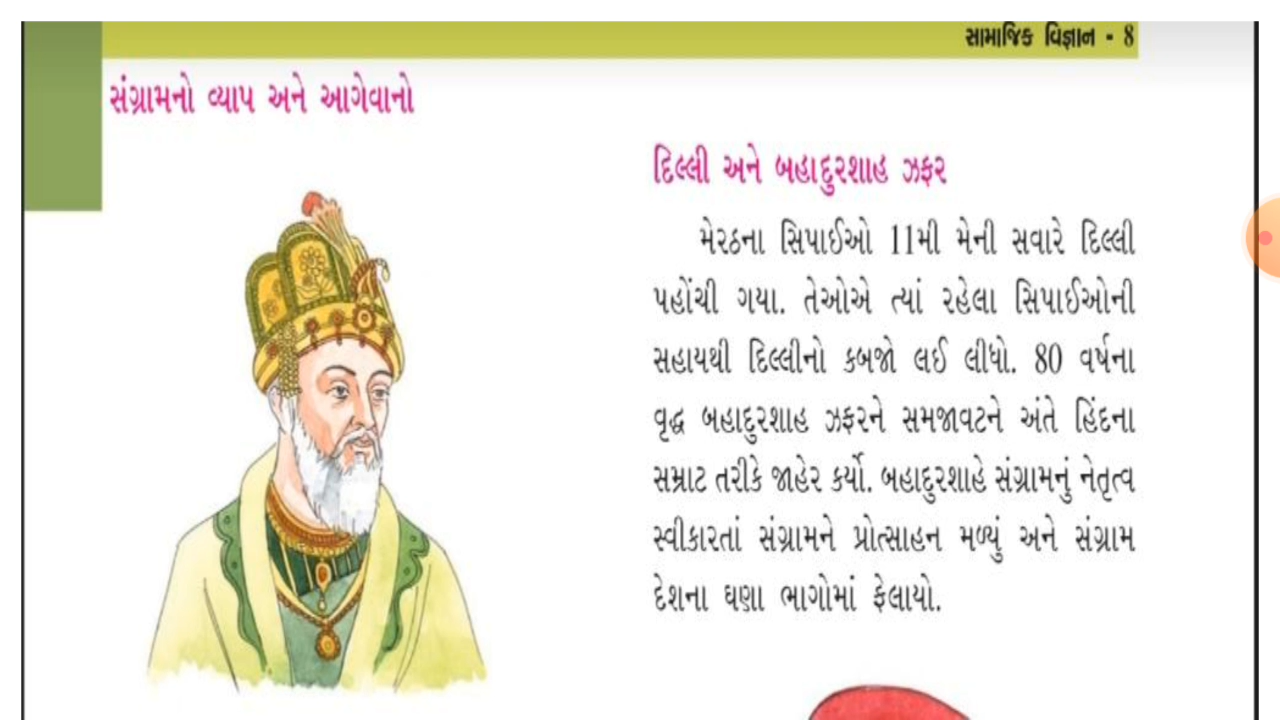 સામાજિક વિજ્ઞાન - 8
સંગ્રામનો વ્યાપ અને આગેવાનો
દિલ્લી અને બહાદુરશાહ ઝફર
મેરઠના સિપાઈઓ 11મી મેની સવારે દિલ્લી
પહોંચી ગયા. તેઓએ ત્યાં રહેલા સિપાઈઓની
સહાયથી દિલ્લીનો કબજો લઈ લીધો. 80 વર્ષના
વૃદ્ધ બહાદુરશાહ ઝફરને સમજાવટને અંતે હિંદના
સમ્રાટ તરીકે જાહેર કર્યો. બહાદુરશાહે સંગ્રામનું નેતૃત્વ
સ્વીકારતાં સંગ્રામને પ્રોત્સાહન મળ્યું અને સંગ્રામ
દેશના ઘણા ભાગોમાં ફેલાયો.